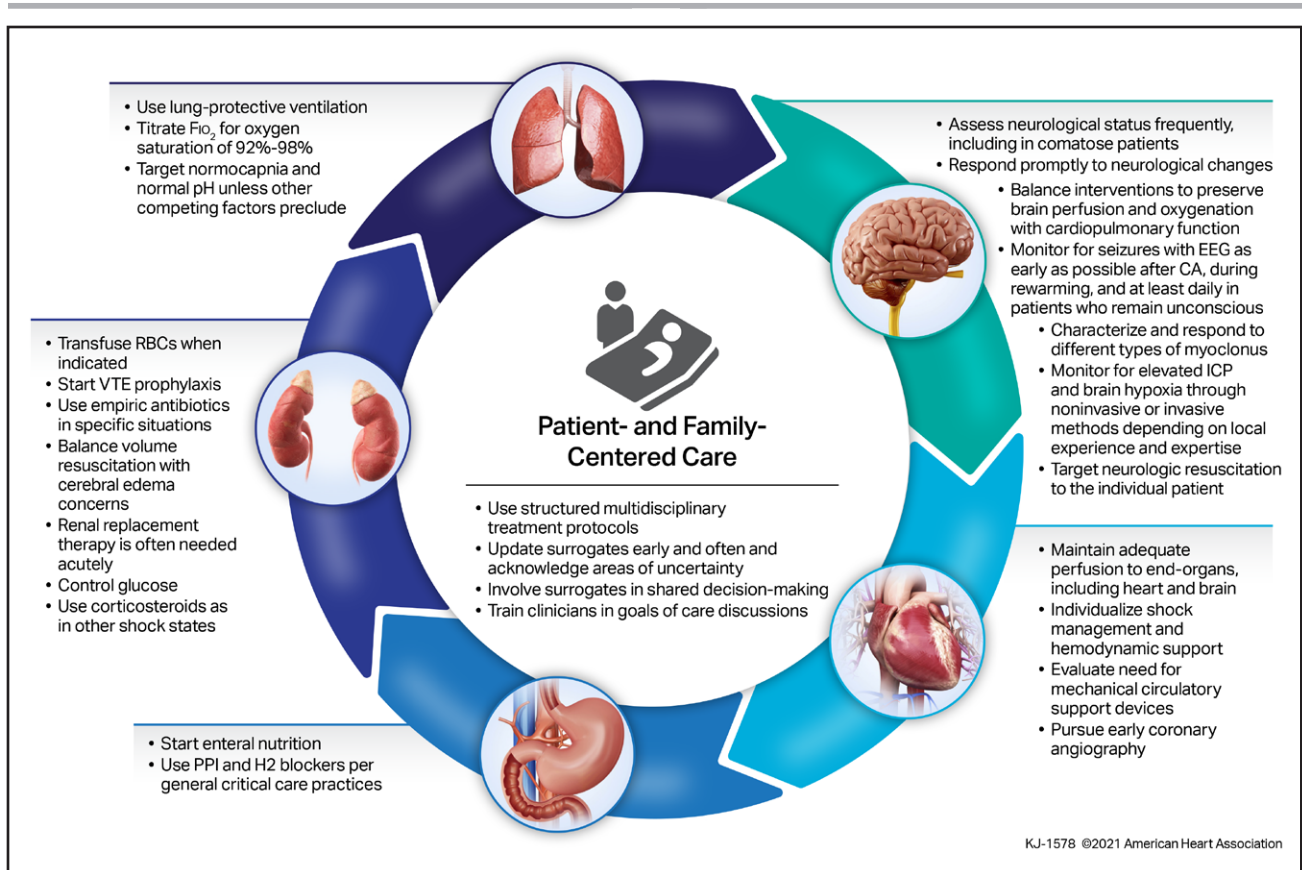 • Use lung-protective ventilation
• Titrate FIO2 for oxygen
saturation of 92%-98%
• Target normocapnia and
normal pH unless other
competing factors preclude
• Assess neurological status frequently,
including in comatose patients
• Respond promptly to neurological changes
• Balance interventions to preserve
brain perfusion and oxygenation
with cardiopulmonary function
• Monitor for seizures with EEG as
early as possible after CA, during
rewarming, and at least daily in
patients who remain unconscious
• Characterize and respond to
different types of myoclonus
• Monitor for elevated ICP
and brain hypoxia through
noninvasive or invasive
methods depending on local
experience and expertise
• Target neurologic resuscitation
to the individual patient
• Transfuse RBCs when
indicated
• Start VTE prophylaxis
• Use empiric antibiotics
in specific situations
• Balance volume
resuscitation with
cerebral edema
concerns
• Renal replacement
therapy is often needed
acutely
• Control glucose
• Use corticosteroids as
in other shock states
Patient- and Family-
Centered Care
• Use structured multidisciplinary
treatment protocols
• Update surrogates early and often and
acknowledge areas of uncertainty
• Involve surrogates in shared decision-making
• Train clinicians in goals of care discussions
• Maintain adequate
perfusion to end-organs,
including heart and brain
• Individualize shock
management and
hemodynamic support
• Evaluate need for
mechanical circulatory
support devices
• Pursue early coronary
angiography
• Start enteral nutrition
• Use PPI and H2 blockers per
general critical care practices
KJ-1578 ©2021 American Heart Association